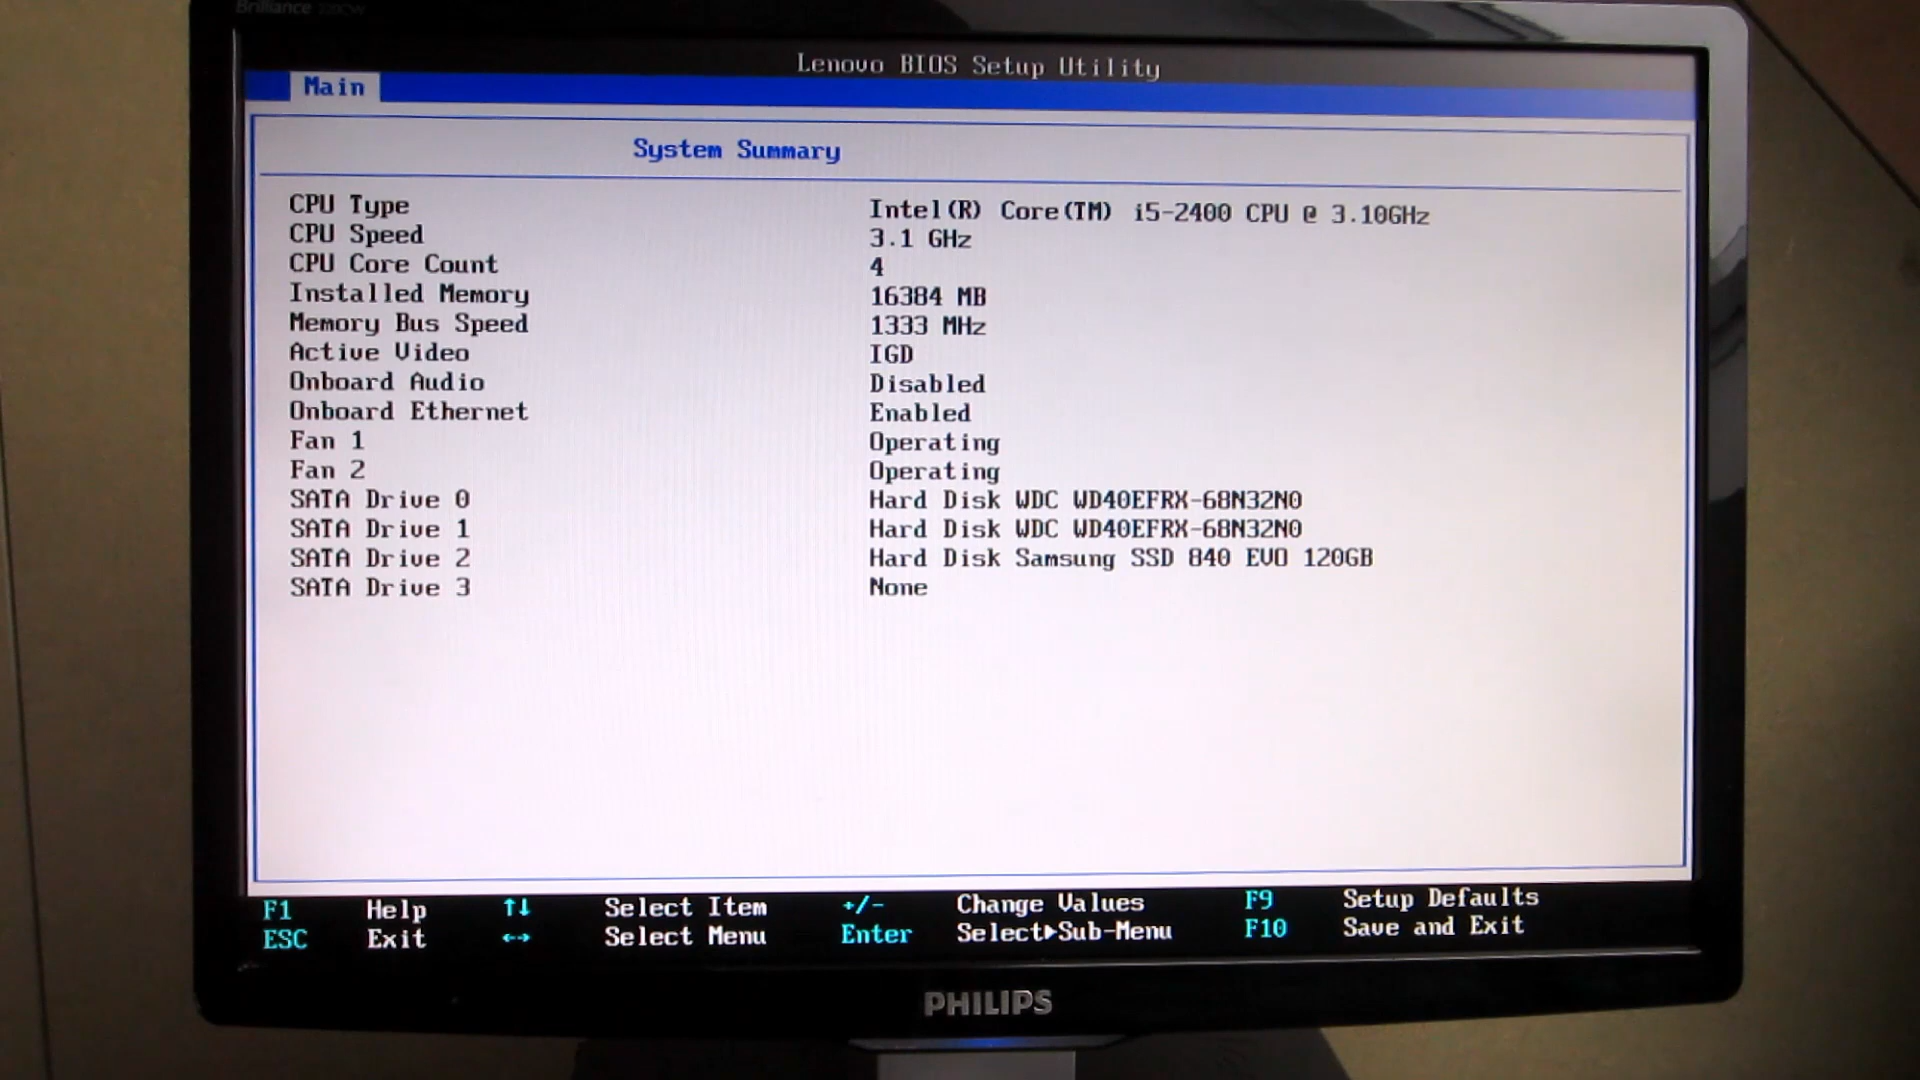 Brilliance
Lenovo BIOS Setup Utility
Main
System Summary
CPU Type Intel(R) Core(TM) i5-2400 CPU @ 3.10GHz
CPU Speed 3.1 GHz
CPU Core Count 4
Installed Memory 16384 MB
Memory Bus Speed 1333 MHz
Active Video IGD
Onboard Audio Disabled
Onboard Ethernet Enabled
Fan 1 Operating
Fan 2 Operating
SATA Drive 0 Hard Disk WDC WD40EFRX-68N32N0
SATA Drive 1 Hard Disk WDC WD40EFRX-68N32N0
SATA Drive 2 Hard Disk Samsung SSD 840 EVO 120GB
SATA Drive 3 None
F1 Help ↑↓ Select Item +/- Change Values F9 Setup Defaults
ESC Exit ↔ Select Menu Enter Select▶Sub-Menu F10 Save and Exit
PHILIPS